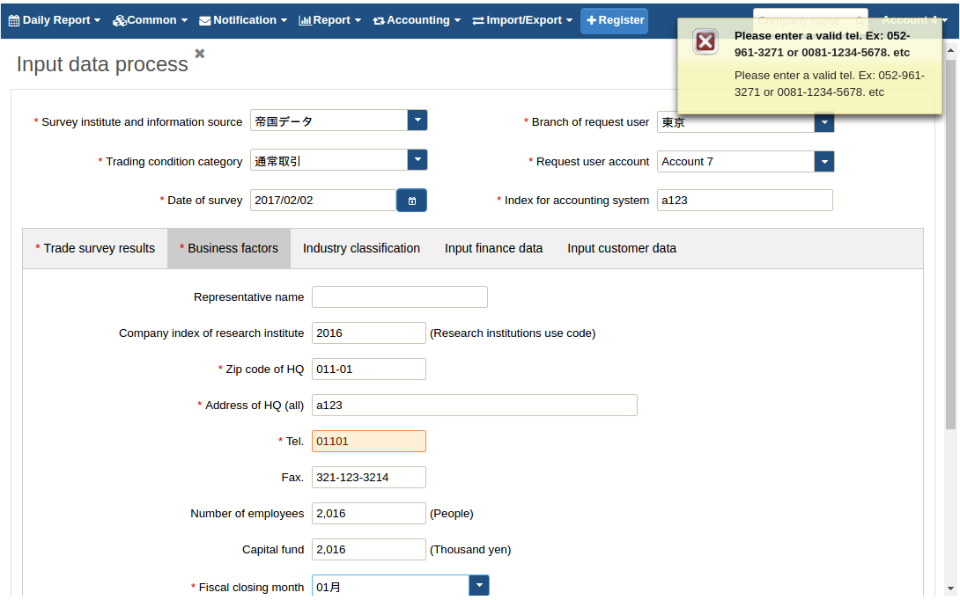 Daily Report Common Notification Report Accounting Import/Export Register Account 4
Please enter a valid tel. Ex: 052-
961-3271 or 0081-1234-5678. etc
Please enter a valid tel. Ex: 052-961-
3271 or 0081-1234-5678. etc
Input data process
* Survey institute and information source 帝国データ * Branch of request user 東京
* Trading condition category 通常取引 * Request user account Account 7
* Date of survey 2017/02/02 * Index for accounting system a123
* Trade survey results * Business factors Industry classification Input finance data Input customer data
Representative name
Company index of research institute 2016 (Research institutions use code)
* Zip code of HQ 011-01
* Address of HQ (all) a123
* Tel. 01101
Fax. 321-123-3214
Number of employees 2,016 (People)
Capital fund 2,016 (Thousand yen)
* Fiscal closing month 01月